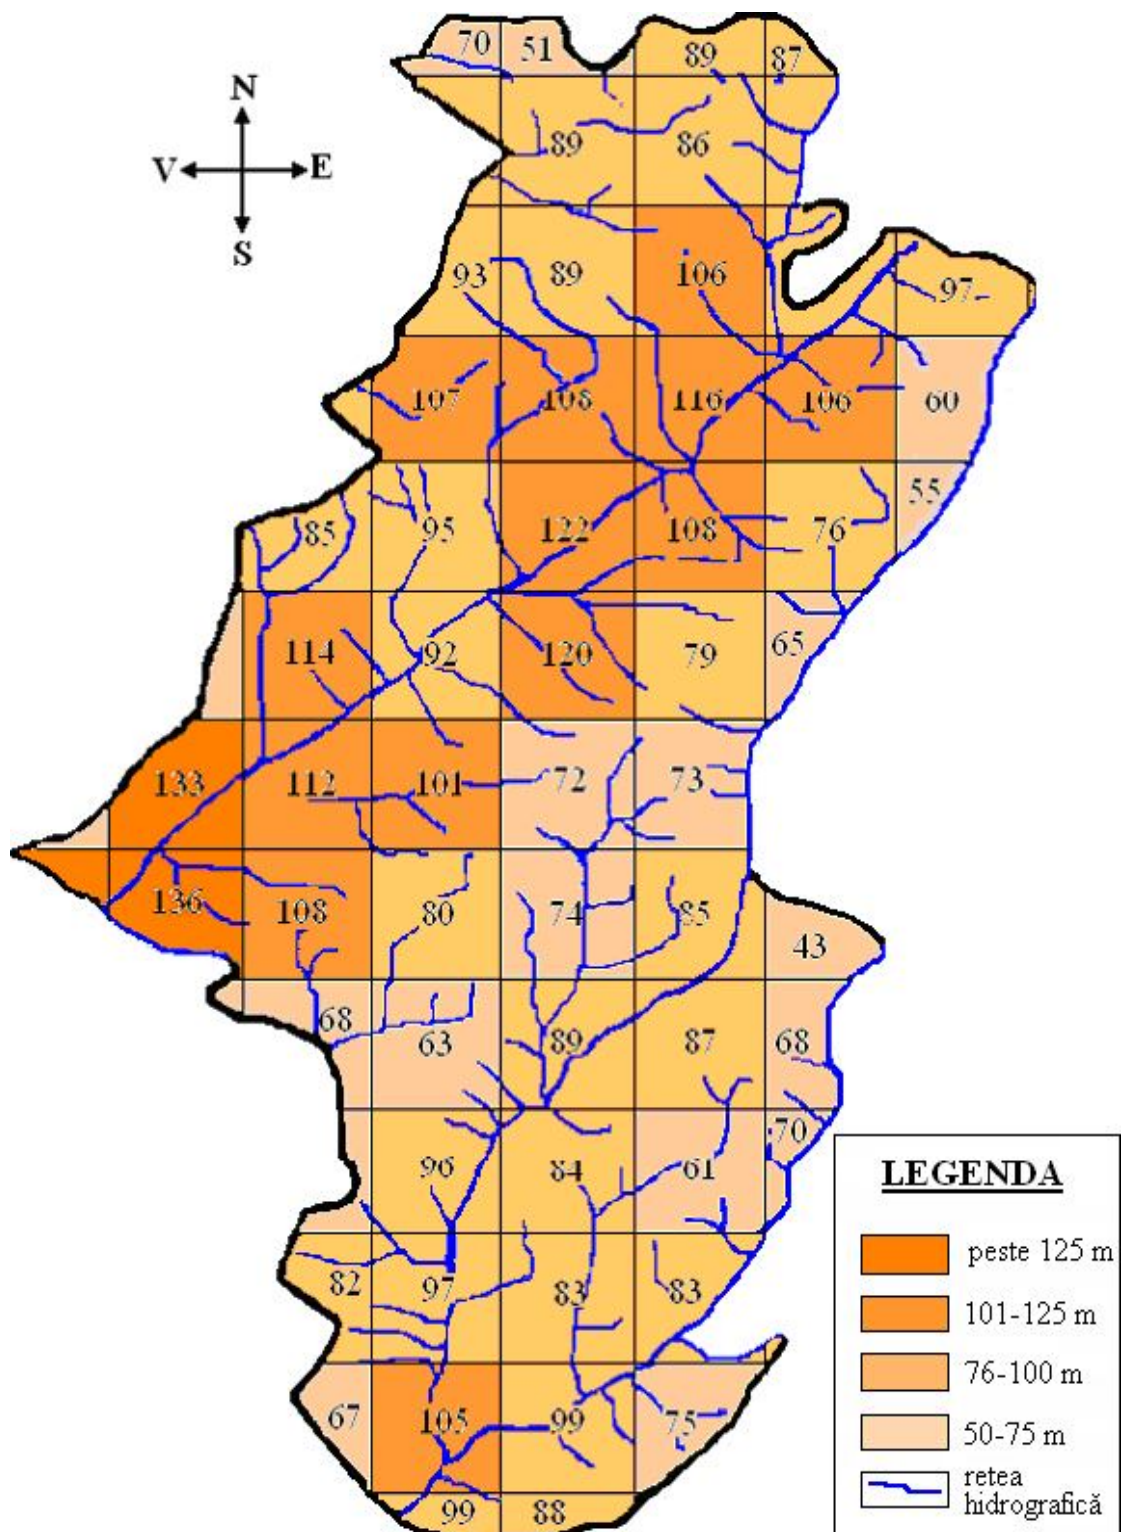 70 51 89 87
N
V E
S
89 86
93 89 106 97
107 108 116 106 60
85 95 122 108 76 55
114 92 120 79 65
133 112 101 72 73
136 108 80 74 85 43
68 63 89 87 68
96 84 61 70
82 97 83 83
67 105 99 75
99 88
LEGENDA
peste 125 m
101-125 m
76-100 m
50-75 m
retea
hidrografică